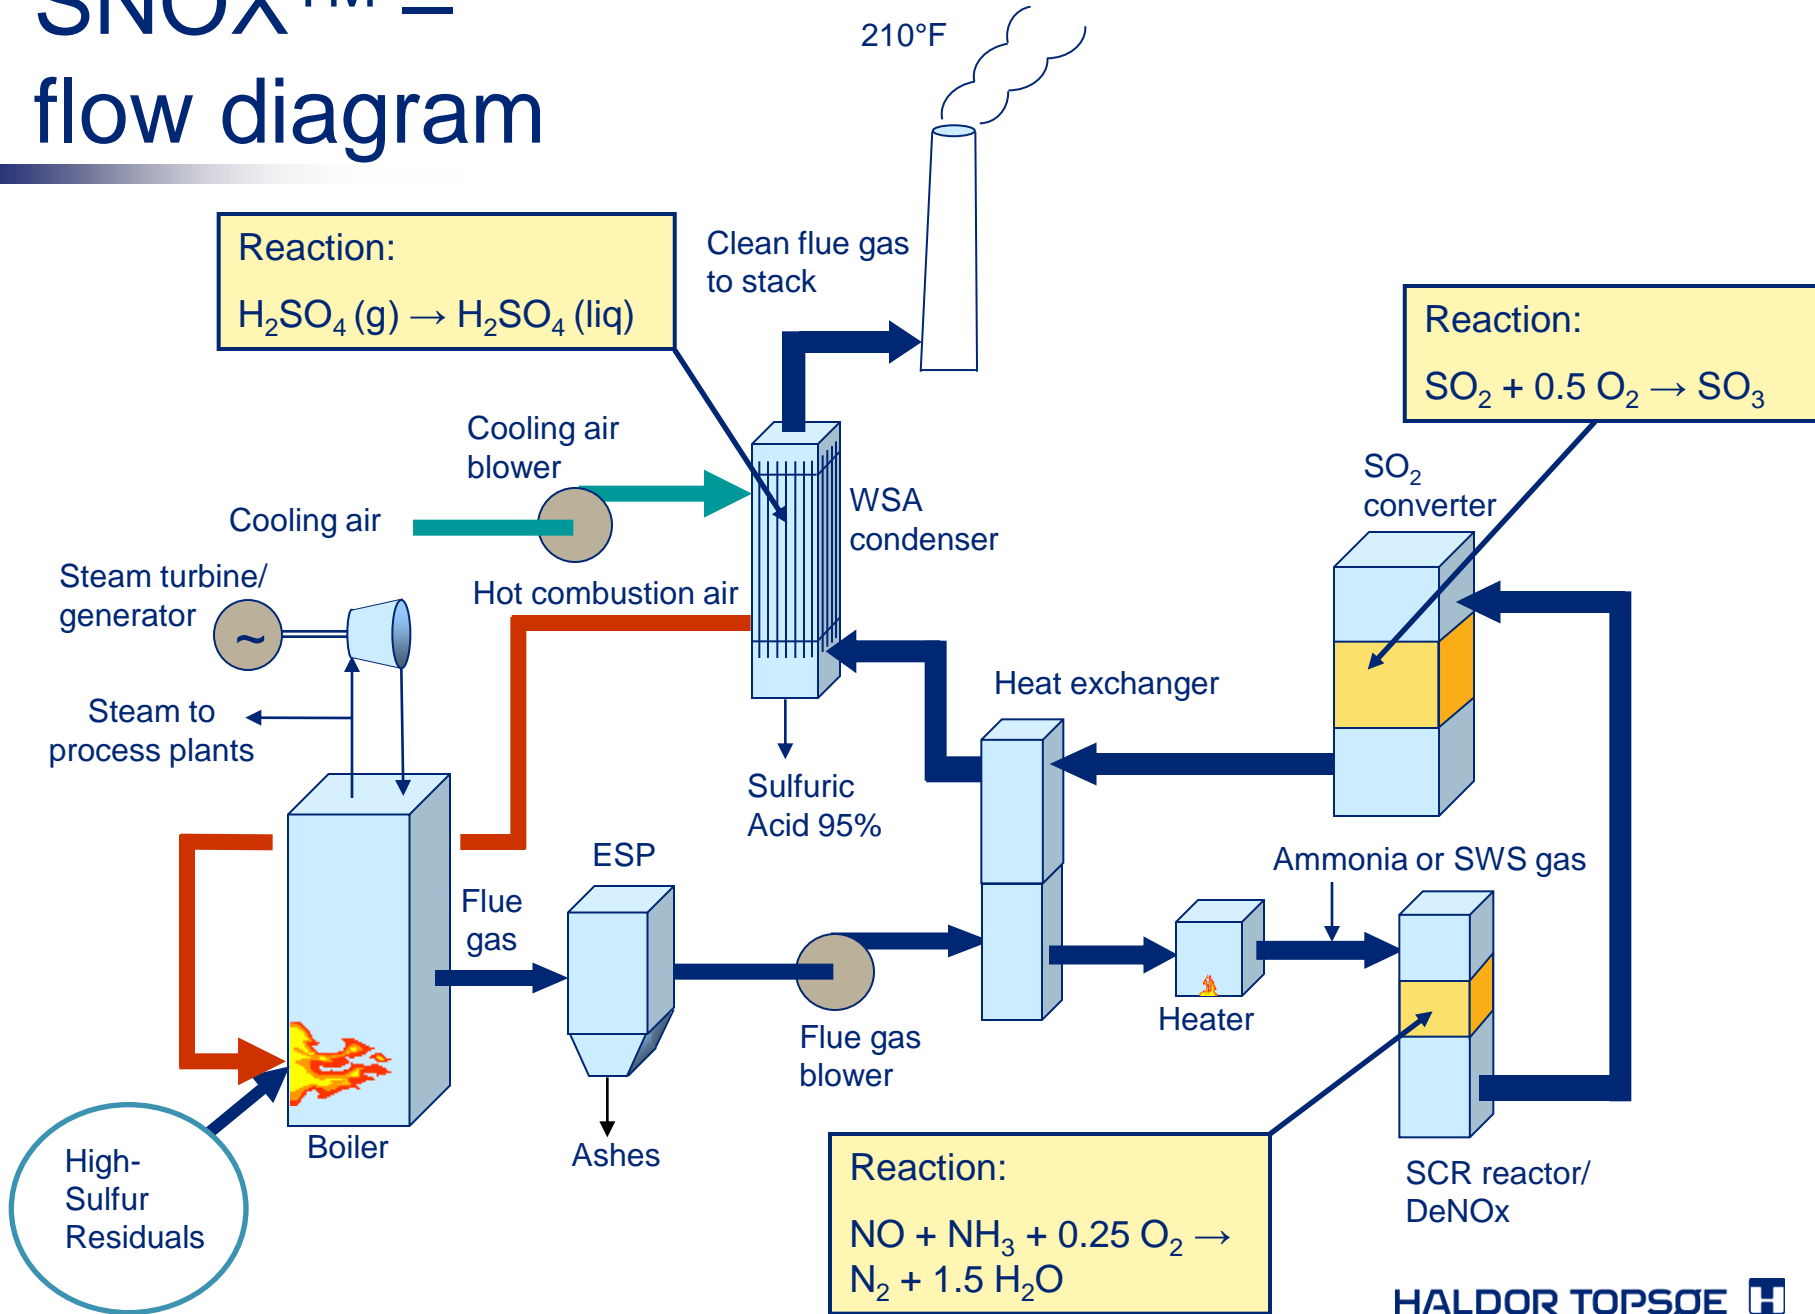 SNOX™ –
flow diagram
210°F
Reaction:
H₂SO₄ (g) → H₂SO₄ (liq)
Clean flue gas
to stack
Reaction:
SO₂ + 0.5 O₂ → SO₃
Cooling air
blower
Cooling air
WSA
condenser
SO₂
converter
Steam turbine/
generator
~
Hot combustion air
Steam to
process plants
Heat exchanger
Sulfuric
Acid 95%
ESP
Ammonia or SWS gas
Flue
gas
Flue gas
blower
Heater
Boiler
Ashes
High-
Sulfur
Residuals
Reaction:
NO + NH₃ + 0.25 O₂ →
N₂ + 1.5 H₂O
SCR reactor/
DeNOx
HALDOR TOPSØE